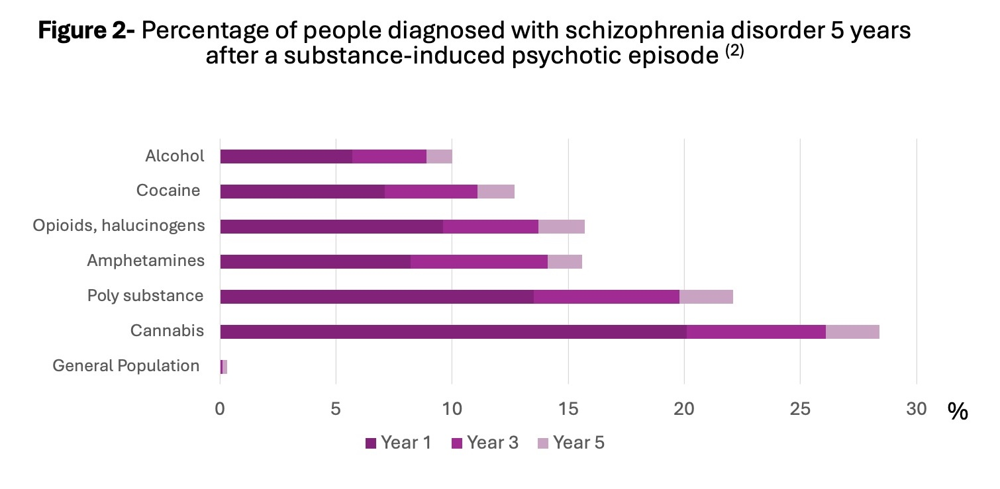 Figure 2- Percentage of people diagnosed with schizophrenia disorder 5 years
after a substance-induced psychotic episode (2)
Alcohol
Cocaine
Opioids, halucinogens
Amphetamines
Poly substance
Cannabis
General Population
0 5 10 15 20 25 30 %
Year 1 Year 3 Year 5